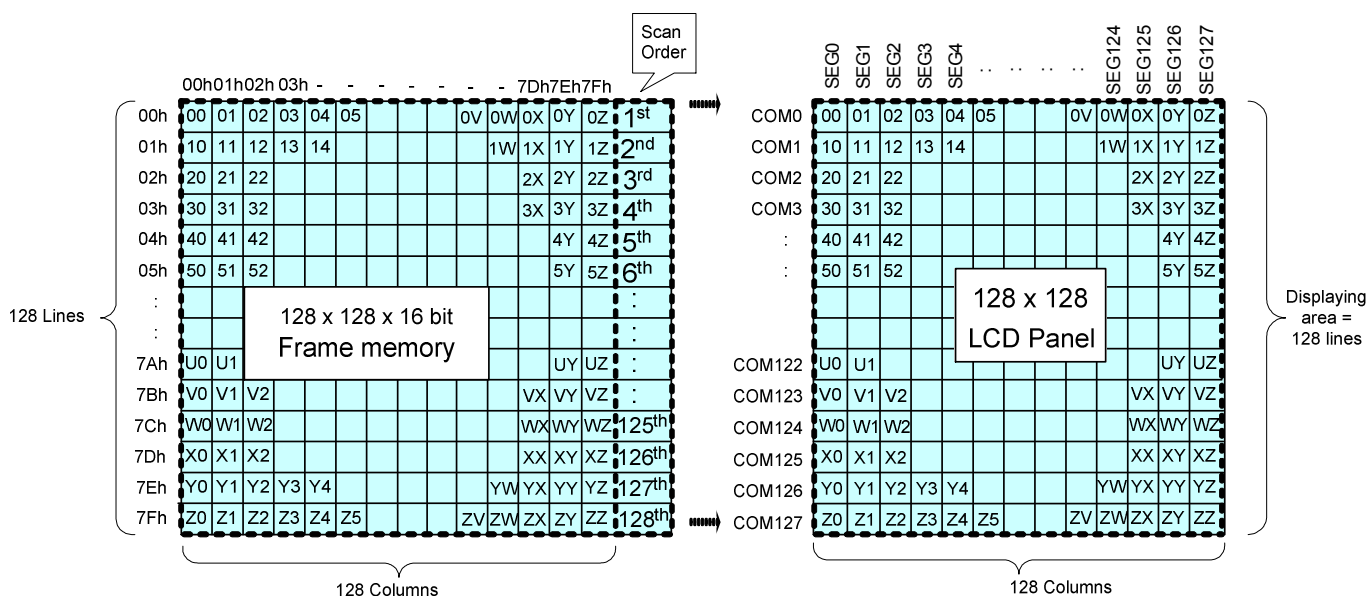 Scan
Order
00h 01h 02h 03h - - - - - - - 7Dh 7Eh 7Fh
SEG0 SEG1 SEG2 SEG3 SEG4 .. .. .. .. SEG124 SEG125 SEG126 SEG127
00h 00 01 02 03 04 05 0V 0W 0X 0Y 0Z 1st
COM0 00 01 02 03 04 05 0V 0W 0X 0Y 0Z
01h 10 11 12 13 14 1W 1X 1Y 1Z 2nd
COM1 10 11 12 13 14 1W 1X 1Y 1Z
02h 20 21 22 2X 2Y 2Z 3rd
COM2 20 21 22 2X 2Y 2Z
03h 30 31 32 3X 3Y 3Z 4th
COM3 30 31 32 3X 3Y 3Z
04h 40 41 42 4Y 4Z 5th
: 40 41 42 4Y 4Z
05h 50 51 52 5Y 5Z 6th
: 50 51 52 5Y 5Z
: :
: :
128 Lines
128 x 128 x 16 bit
Frame memory
128 x 128
LCD Panel
Displaying
area =
128 lines
7Ah U0 U1 UY UZ :
COM122 U0 U1 UY UZ
7Bh V0 V1 V2 VX VY VZ :
COM123 V0 V1 V2 VX VY VZ
7Ch W0 W1 W2 WX WY WZ 125th
COM124 W0 W1 W2 WX WY WZ
7Dh X0 X1 X2 XX XY XZ 126th
COM125 X0 X1 X2 XX XY XZ
7Eh Y0 Y1 Y2 Y3 Y4 YW YX YY YZ 127th
COM126 Y0 Y1 Y2 Y3 Y4 YW YX YY YZ
7Fh Z0 Z1 Z2 Z3 Z4 Z5 ZV ZW ZX ZY ZZ 128th
COM127 Z0 Z1 Z2 Z3 Z4 Z5 ZV ZW ZX ZY ZZ
128 Columns
128 Columns